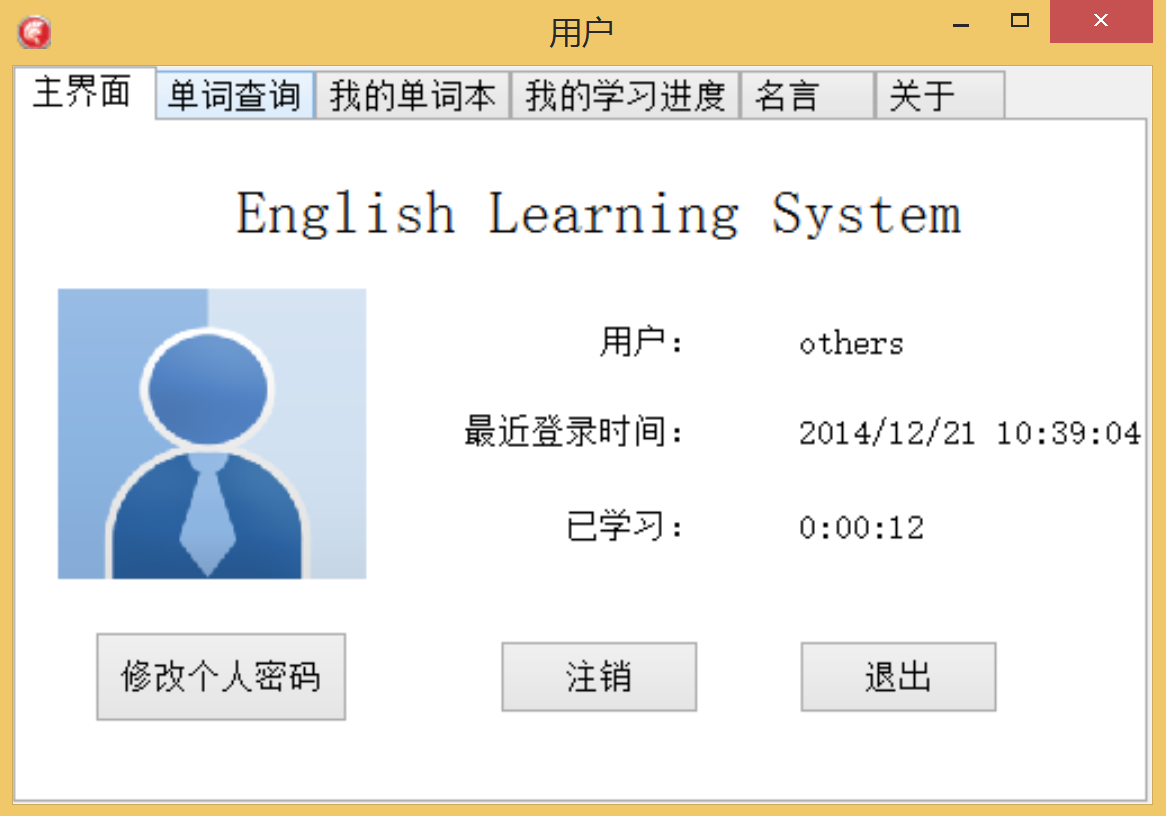 用户
主界面 单词查询 我的单词本 我的学习进度 名言 关于
English Learning System
用户： others
最近登录时间： 2014/12/21 10:39:04
已学习： 0:00:12
修改个人密码 注销 退出